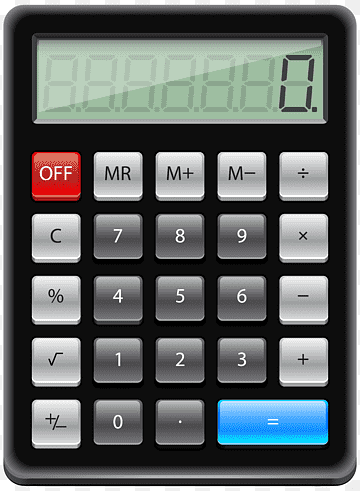 0.
OFF MR M+ M− ÷
C 7 8 9 ×
% 4 5 6 −
√ 1 2 3 +
+/− 0 · =